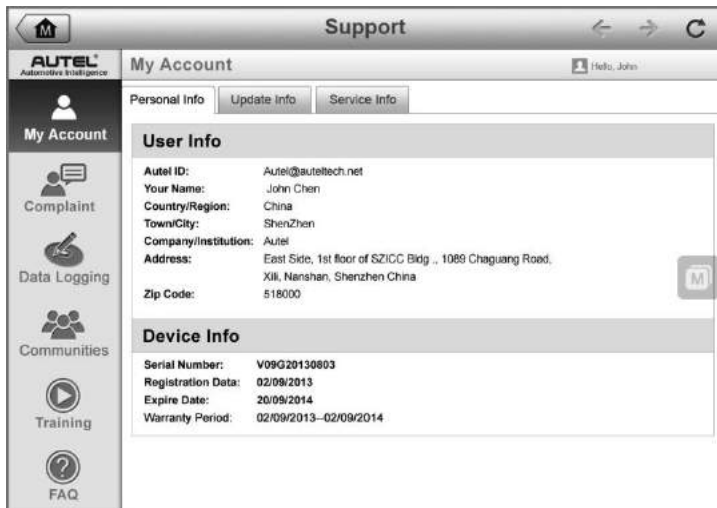 M
Support
AUTEL
Automotive Intelligence
My Account
Hello, John
My Account
Complaint
Data Logging
Communities
Training
FAQ
Personal Info
Update Info
Service Info
User Info
Autel ID: Autel@auteltech.net
Your Name: John Chen
Country/Region: China
Town/City: ShenZhen
Company/Institution: Autel
Address: East Side, 1st floor of SZICC Bldg ., 1089 Chaguang Road,
Xili, Nanshan, Shenzhen China
Zip Code: 518000
M
Device Info
Serial Number: V09G20130803
Registration Data: 02/09/2013
Expire Date: 20/09/2014
Warranty Period: 02/09/2013--02/09/2014